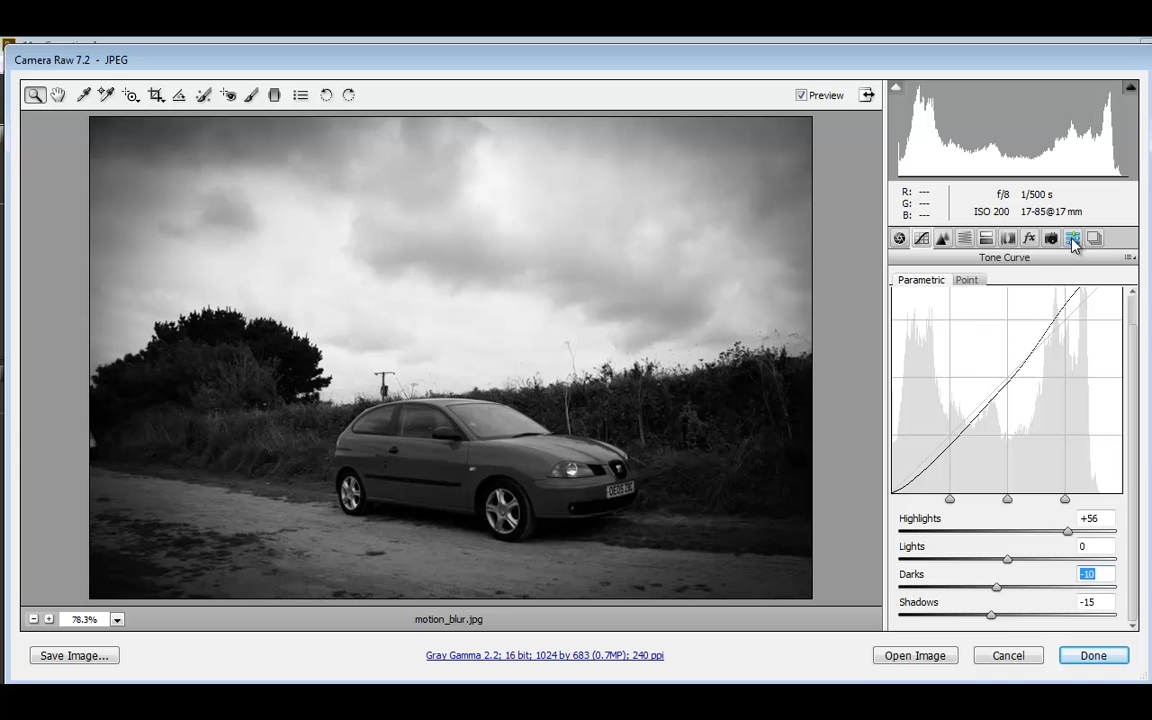 Camera Raw 7.2 - JPEG
Preview
R: ---
G: ---
B: ---
f/8 1/500 s
ISO 200 17-85@17 mm
fx
Tone Curve
Parametric Point
Highlights +56
Lights 0
Darks -10
Shadows -15
78.3%
motion_blur.jpg
Save Image...
Gray Gamma 2.2; 16 bit; 1024 by 683 (0.7MP); 240 ppi
Open Image
Cancel
Done